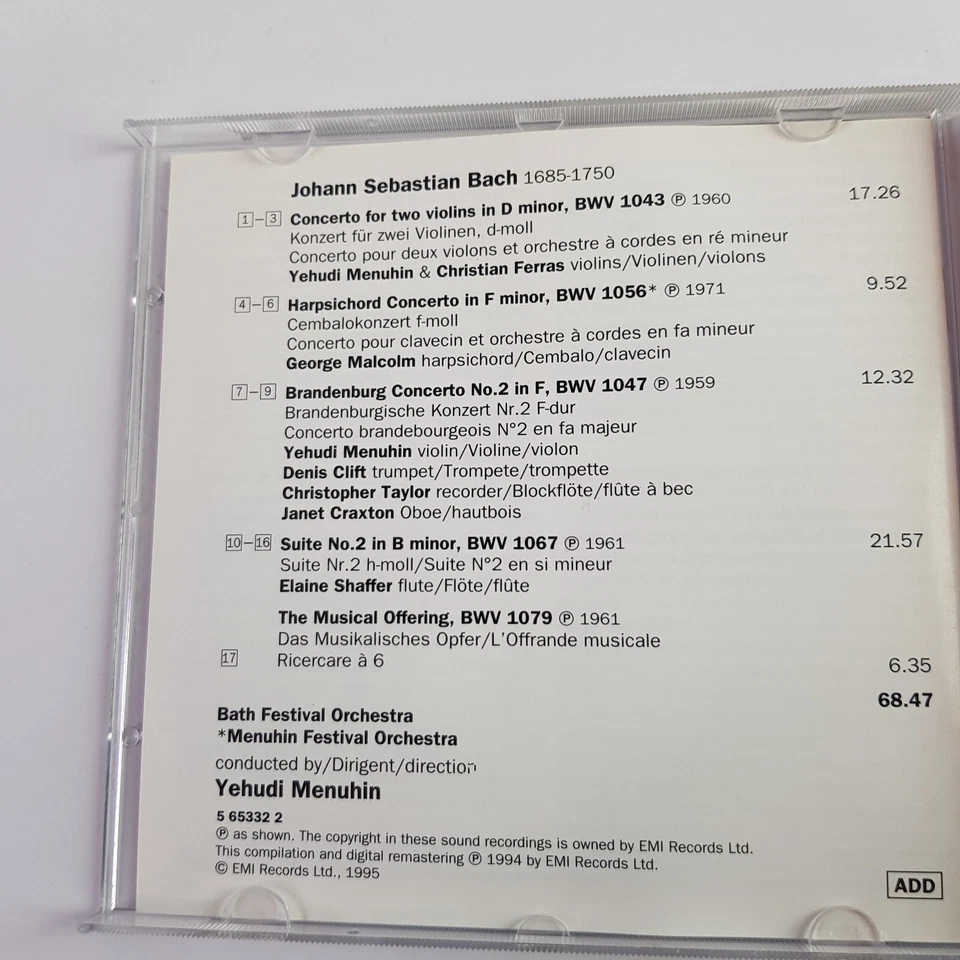 Johann Sebastian Bach 1685-1750
1–3 Concerto for two violins in D minor, BWV 1043 ℗ 1960 17.26
Konzert für zwei Violinen, d-moll
Concerto pour deux violons et orchestre à cordes en ré mineur
Yehudi Menuhin & Christian Ferras violins/Violinen/violons
4–6 Harpsichord Concerto in F minor, BWV 1056* ℗ 1971 9.52
Cembalokonzert f-moll
Concerto pour clavecin et orchestre à cordes en fa mineur
George Malcolm harpsichord/Cembalo/clavecin
7–9 Brandenburg Concerto No.2 in F, BWV 1047 ℗ 1959 12.32
Brandenburgische Konzert Nr.2 F-dur
Concerto brandebourgeois N°2 en fa majeur
Yehudi Menuhin violin/Violine/violon
Denis Clift trumpet/Trompete/trompette
Christopher Taylor recorder/Blockflöte/flûte à bec
Janet Craxton Oboe/hautbois
10–16 Suite No.2 in B minor, BWV 1067 ℗ 1961 21.57
Suite Nr.2 h-moll/Suite N°2 en si mineur
Elaine Shaffer flute/Flöte/flûte
The Musical Offering, BWV 1079 ℗ 1961
Das Musikalisches Opfer/L'Offrande musicale
17 Ricercare à 6 6.35
68.47
Bath Festival Orchestra
*Menuhin Festival Orchestra
conducted by/Dirigent/direction
Yehudi Menuhin
5 65332 2
℗ as shown. The copyright in these sound recordings is owned by EMI Records Ltd.
This compilation and digital remastering ℗ 1994 by EMI Records Ltd.
© EMI Records Ltd., 1995
ADD